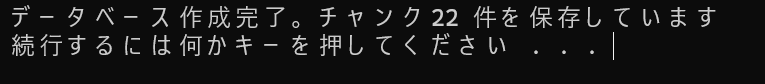 データベース作成完了。チャンク22 件を保存しています
続行するには何かキーを押してください . . .